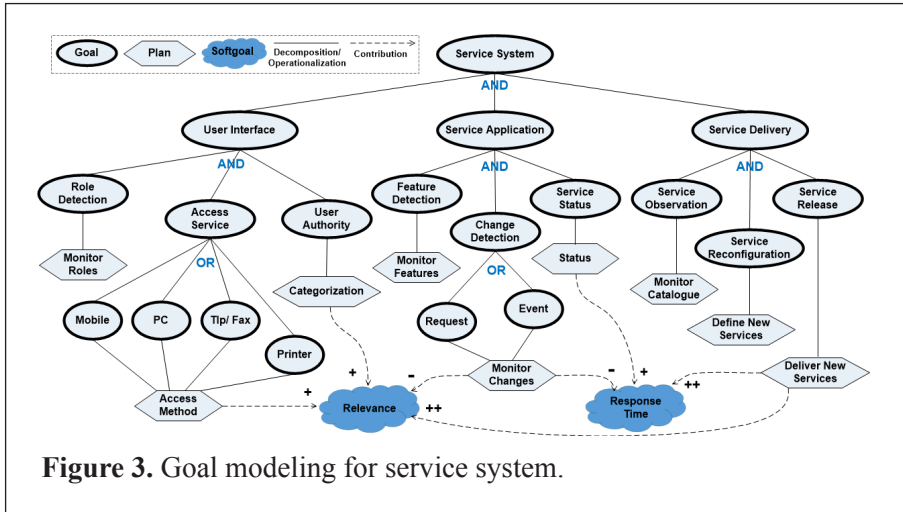 Goal
Plan
Softgoal
Decomposition/
Operationalization
Contribution
Service System
AND
User Interface
Service Application
Service Delivery
AND
AND
AND
Role
Detection
Access
Service
User
Authority
Feature
Detection
Change
Detection
Service
Status
Service
Observation
Service
Reconfiguration
Service
Release
Monitor
Roles
OR
Categorization
Monitor
Features
OR
Status
Monitor
Catalogue
Define New
Services
Mobile
PC
Tlp/ Fax
Printer
Request
Event
Access
Method
Monitor
Changes
Deliver New
Services
+
+
-
++
-
+
++
Relevance
Response
Time
Figure 3. Goal modeling for service system.